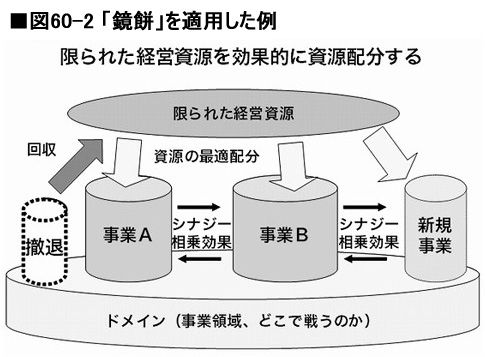 ■図60-2 「鏡餅」を適用した例
限られた経営資源を効果的に資源配分する
限られた経営資源
回収
資源の最適配分
撤退
事業A
シナジー
相乗効果
事業B
シナジー
相乗効果
新規
事業
ドメイン（事業領域、どこで戦うのか）